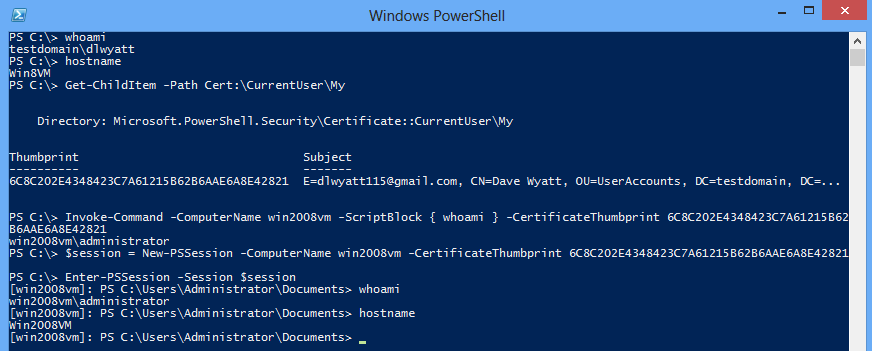 Windows PowerShell
PS C:\> whoami
testdomain\dlwyatt
PS C:\> hostname
Win8VM
PS C:\> Get-ChildItem -Path Cert:\CurrentUser\My
Directory: Microsoft.PowerShell.Security\Certificate::CurrentUser\My
Thumbprint Subject
---------- -------
6C8C202E4348423C7A61215B62B6AAE6A8E42821 E=dlwyatt115@gmail.com, CN=Dave Wyatt, OU=UserAccounts, DC=testdomain, DC=...
PS C:\> Invoke-Command -ComputerName win2008vm -ScriptBlock { whoami } -CertificateThumbprint 6C8C202E4348423C7A61215B62
B6AAE6A8E42821
win2008vm\administrator
PS C:\> $session = New-PSSession -ComputerName win2008vm -CertificateThumbprint 6C8C202E4348423C7A61215B62B6AAE6A8E42821
PS C:\> Enter-PSSession -Session $session
[win2008vm]: PS C:\Users\Administrator\Documents> whoami
win2008vm\administrator
[win2008vm]: PS C:\Users\Administrator\Documents> hostname
Win2008VM
[win2008vm]: PS C:\Users\Administrator\Documents> _